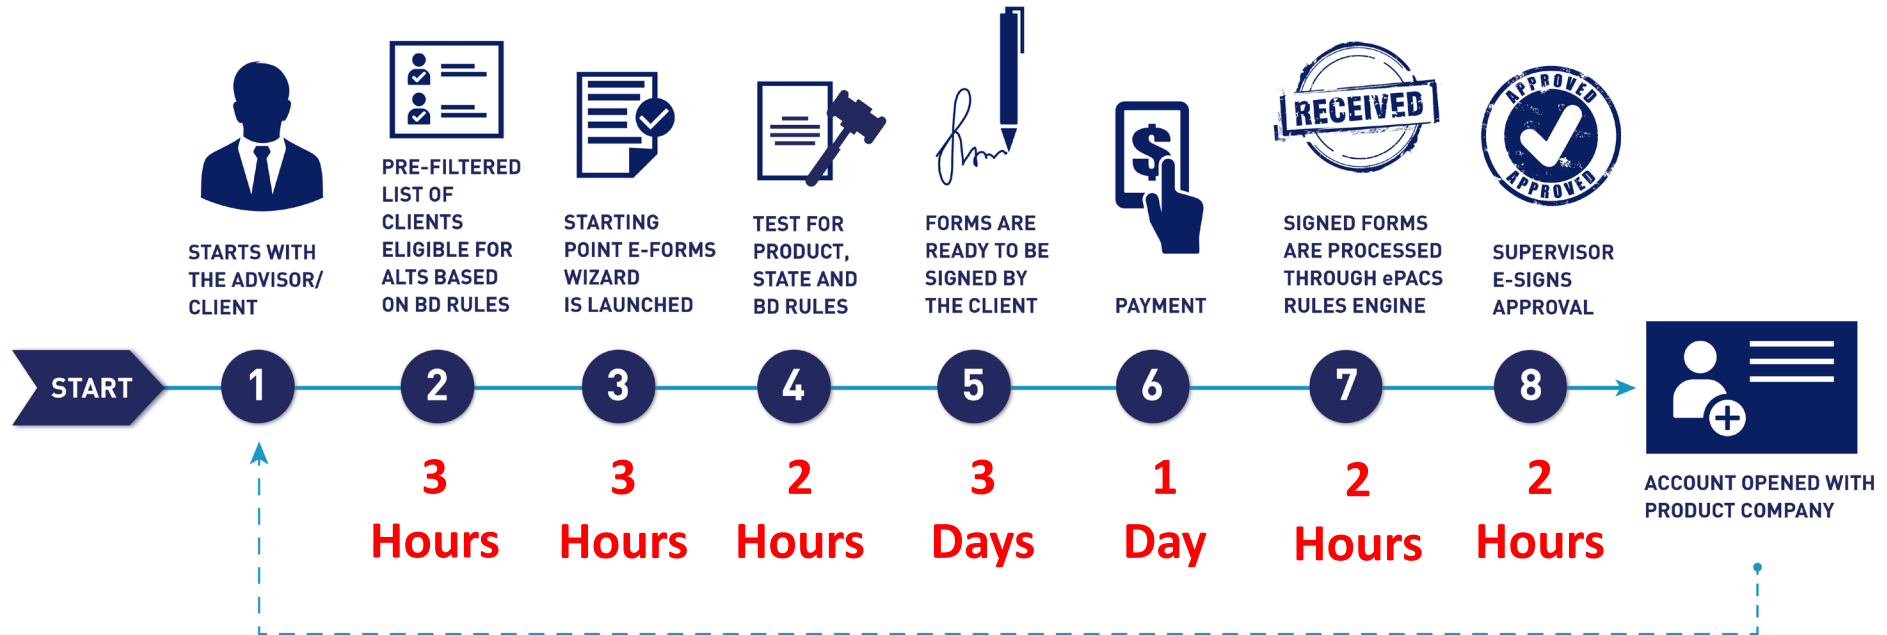 STARTS WITH
THE ADVISOR/
CLIENT
PRE-FILTERED
LIST OF
CLIENTS
ELIGIBLE FOR
ALTS BASED
ON BD RULES
STARTING
POINT E-FORMS
WIZARD
IS LAUNCHED
TEST FOR
PRODUCT,
STATE AND
BD RULES
FORMS ARE
READY TO BE
SIGNED BY
THE CLIENT
$
PAYMENT
RECEIVED
SIGNED FORMS
ARE PROCESSED
THROUGH ePACS
RULES ENGINE
APPROVED
APPROVED
SUPERVISOR
E-SIGNS
APPROVAL
START
1
2
3
4
5
6
7
8
3
Hours
3
Hours
2
Hours
3
Days
1
Day
2
Hours
2
Hours
ACCOUNT OPENED WITH
PRODUCT COMPANY